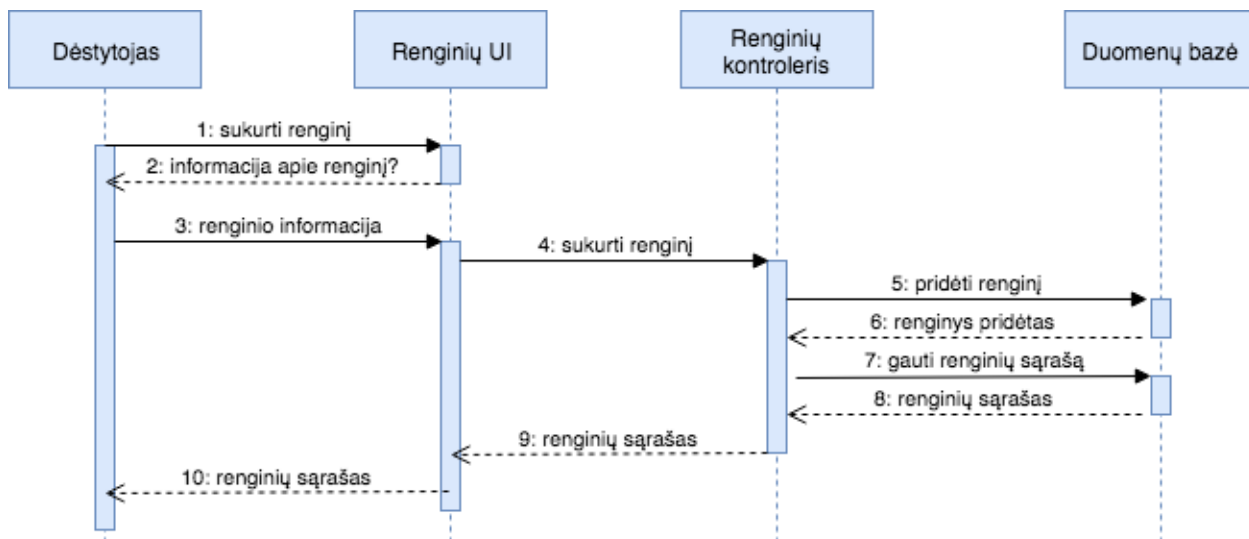 Dėstytojas
Renginių UI
Renginių
kontroleris
Duomenų bazė
1: sukurti renginį
2: informacija apie renginį?
3: renginio informacija
4: sukurti renginį
5: pridėti renginį
6: renginys pridėtas
7: gauti renginių sąrašą
8: renginių sąrašas
9: renginių sąrašas
10: renginių sąrašas